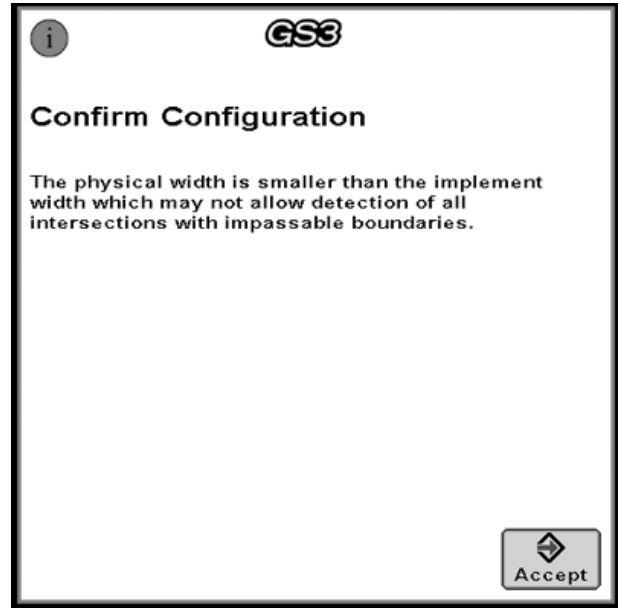 i
GS3
Confirm Configuration
The physical width is smaller than the implement
width which may not allow detection of all
intersections with impassable boundaries.
Accept